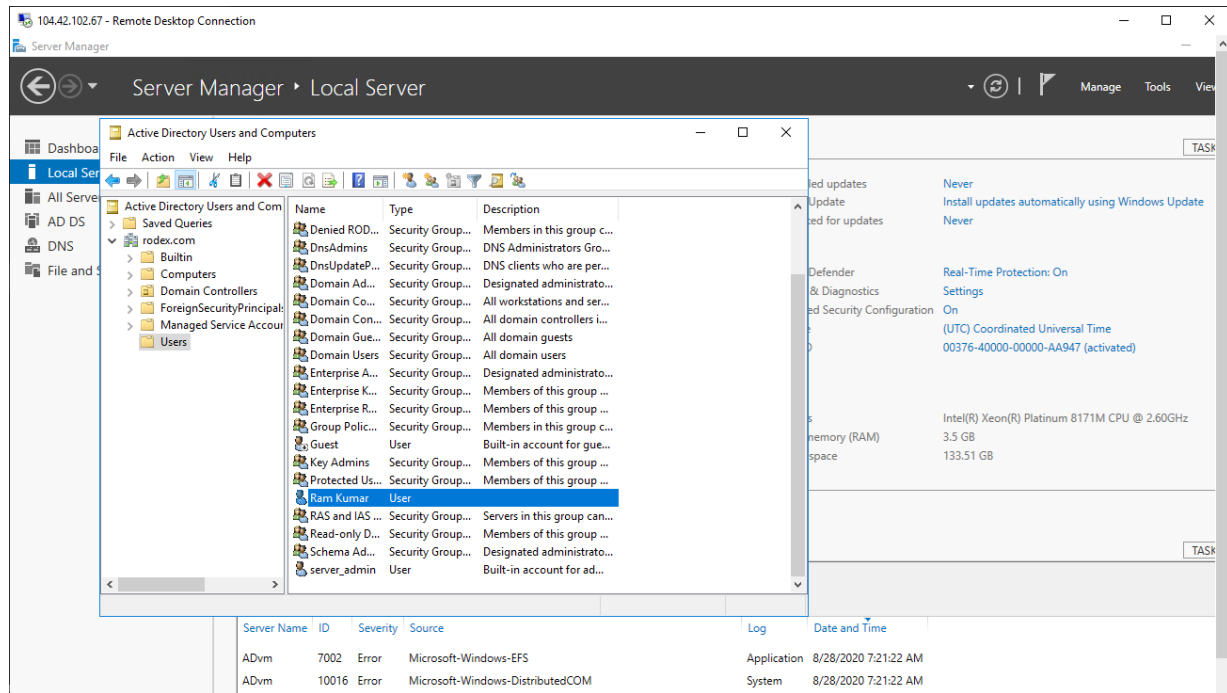 104.42.102.67 - Remote Desktop Connection
Server Manager
Server Manager ‣ Local Server
Manage Tools View
Dashboa
Local Ser
All Serve
AD DS
DNS
File and S
TASK
Active Directory Users and Computers
File Action View Help
Active Directory Users and Com
Saved Queries
rodex.com
Builtin
Computers
Domain Controllers
ForeignSecurityPrincipals
Managed Service Accour
Users
Name Type Description
Denied ROD... Security Group... Members in this group c...
DnsAdmins Security Group... DNS Administrators Gro...
DnsUpdateP... Security Group... DNS clients who are per...
Domain Ad... Security Group... Designated administrato...
Domain Co... Security Group... All workstations and ser...
Domain Con... Security Group... All domain controllers i...
Domain Gue... Security Group... All domain guests
Domain Users Security Group... All domain users
Enterprise A... Security Group... Designated administrato...
Enterprise K... Security Group... Members of this group ...
Enterprise R... Security Group... Members of this group ...
Group Polic... Security Group... Members in this group c...
Guest User Built-in account for gue...
Key Admins Security Group... Members of this group ...
Protected Us... Security Group... Members of this group ...
Ram Kumar User
RAS and IAS ... Security Group... Servers in this group can...
Read-only D... Security Group... Members of this group ...
Schema Ad... Security Group... Designated administrato...
server_admin User Built-in account for ad...
led updates Never
Update Install updates automatically using Windows Update
ed for updates Never
Defender Real-Time Protection: On
& Diagnostics Settings
ed Security Configuration On
(UTC) Coordinated Universal Time
00376-40000-00000-AA947 (activated)
s Intel(R) Xeon(R) Platinum 8171M CPU @ 2.60GHz
memory (RAM) 3.5 GB
space 133.51 GB
TASK
Server Name ID Severity Source Log Date and Time
ADvm 7002 Error Microsoft-Windows-EFS Application 8/28/2020 7:21:22 AM
ADvm 10016 Error Microsoft-Windows-DistributedCOM System 8/28/2020 7:21:22 AM